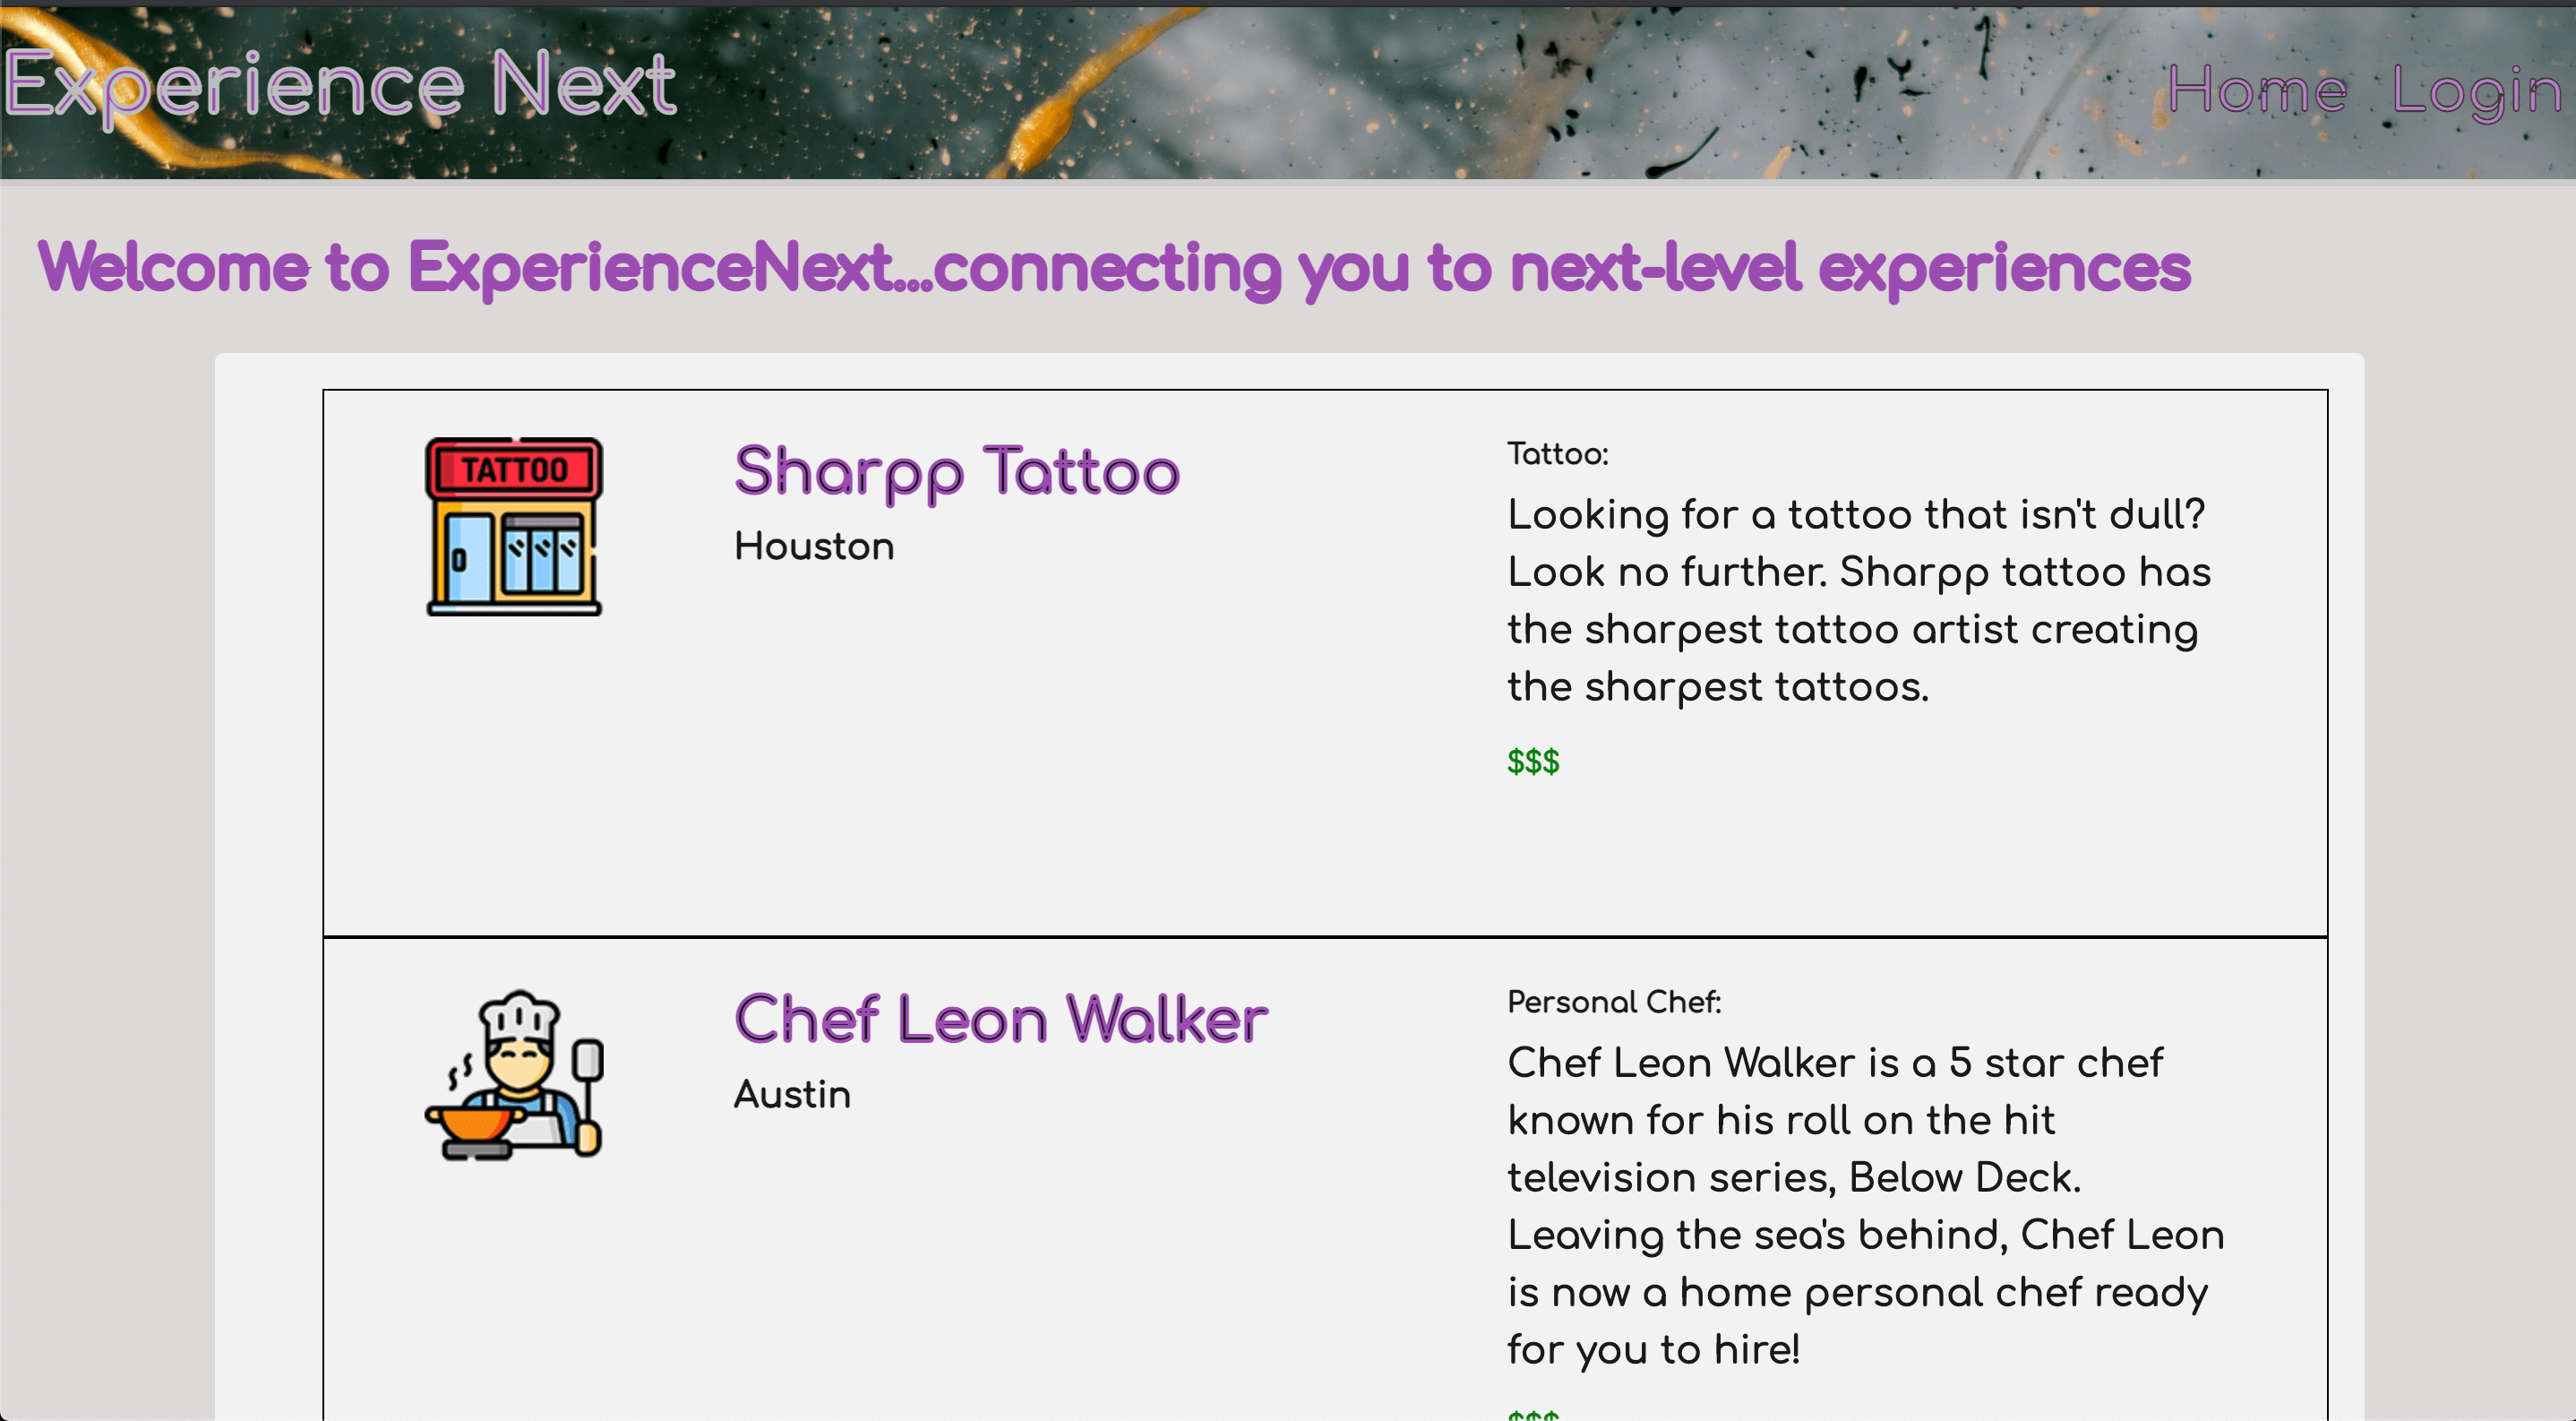 Experience Next
Home Login
Welcome to ExperienceNext...connecting you to next-level experiences
TATTOO
Sharpp Tattoo
Houston
Tattoo:
Looking for a tattoo that isn't dull?
Look no further. Sharpp tattoo has
the sharpest tattoo artist creating
the sharpest tattoos.
$$$
Chef Leon Walker
Austin
Personal Chef:
Chef Leon Walker is a 5 star chef
known for his roll on the hit
television series, Below Deck.
Leaving the sea's behind, Chef Leon
is now a home personal chef ready
for you to hire!
$$$